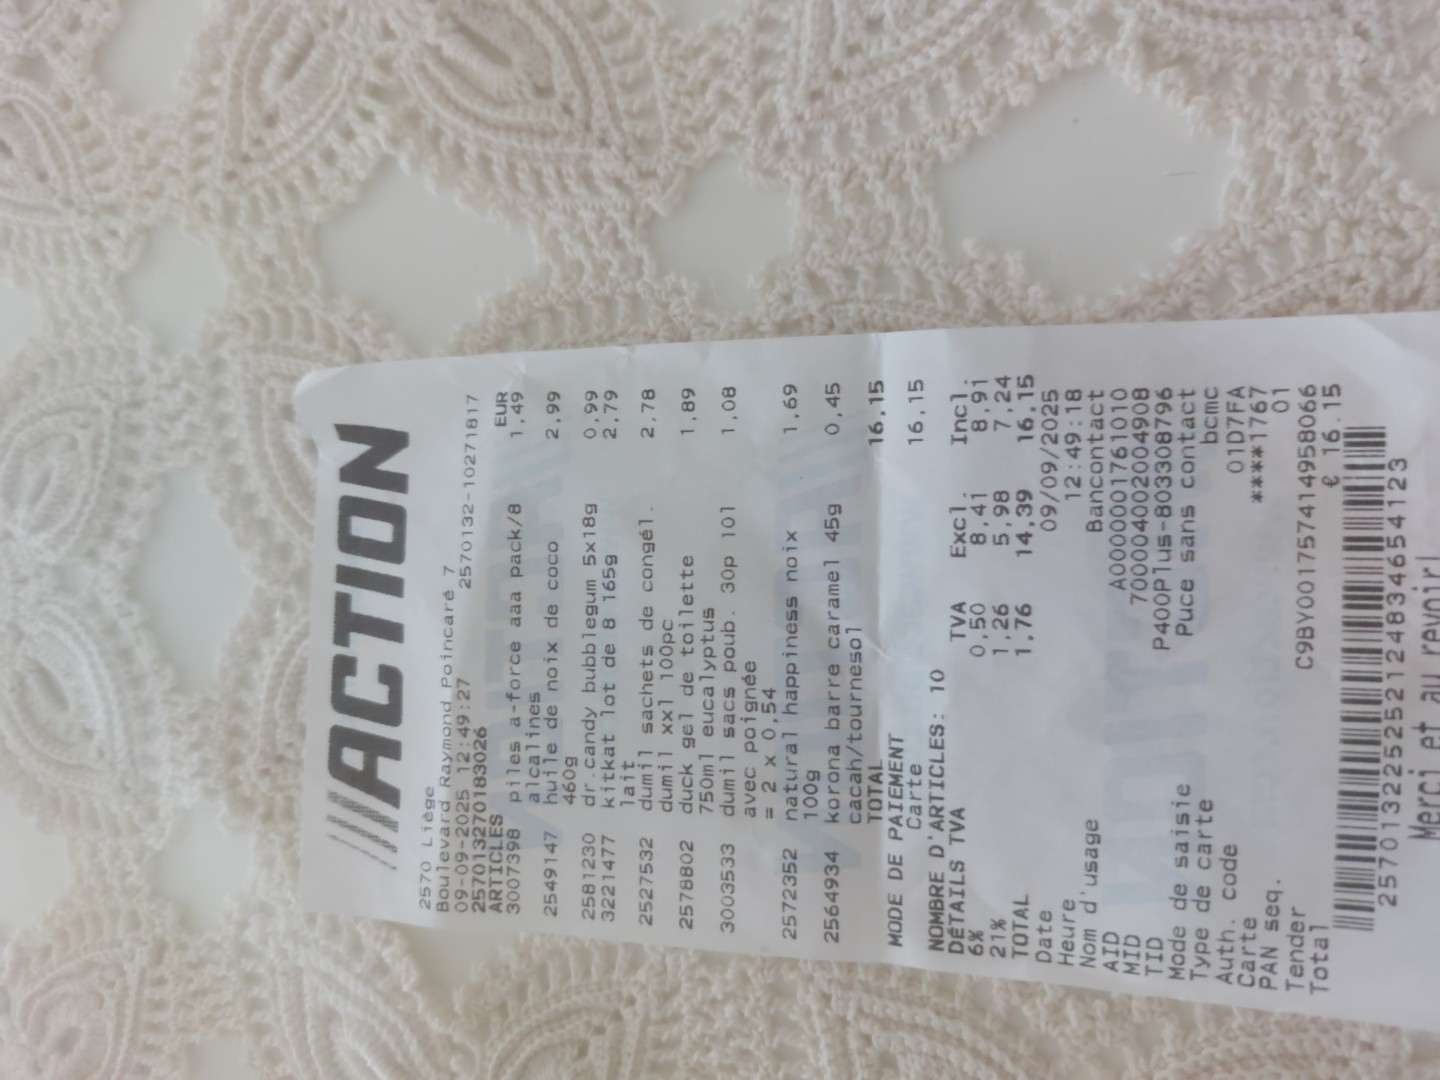 ACTION
2570 Liège
Boulevard Raymond Poincaré 7
09-09-2025 12:49:27 2570132-10271817
257013270183026
ARTICLES EUR
3007398 piles a-force aaa pack/8 1,49
alcalines
2549147 huile de noix de coco 2,99
460g
2581230 dr.candy bubblegum 5x18g 0,99
3221477 kitkat lot de 8 165g 2,79
lait
2527532 dumil sachets de congél. 2,78
dumil xxl 100pc
2578802 duck gel de toilette 1,89
750ml eucalyptus
3003533 dumil sacs poub. 30p 10l 1,08
avec poignée
= 2 x 0,54
2572352 natural happiness noix 1,69
100g
2564934 korona barre caramel 45g 0,45
cacah/tournesol
TOTAL 16,15
MODE DE PAIEMENT
Carte 16,15
NOMBRE D'ARTICLES: 10
DÉTAILS TVA TVA Excl. Incl.
6% 0,50 8,41 8,91
21% 1,26 5,98 7,24
TOTAL 1,76 14,39 16,15
Date 09/09/2025
Heure 12:49:18
Nom d'usage Bancontact
AID A0000001761010
MID 700004002004908
TID P400Plus-803308796
Mode de saisie Puce sans contact
Type de carte bcmc
Auth. code 01D7FA
Carte ****1767
PAN seq. 01
Tender C9BY001757414958066
Total € 16.15
257013225252124834654123
Merci et au revoir!